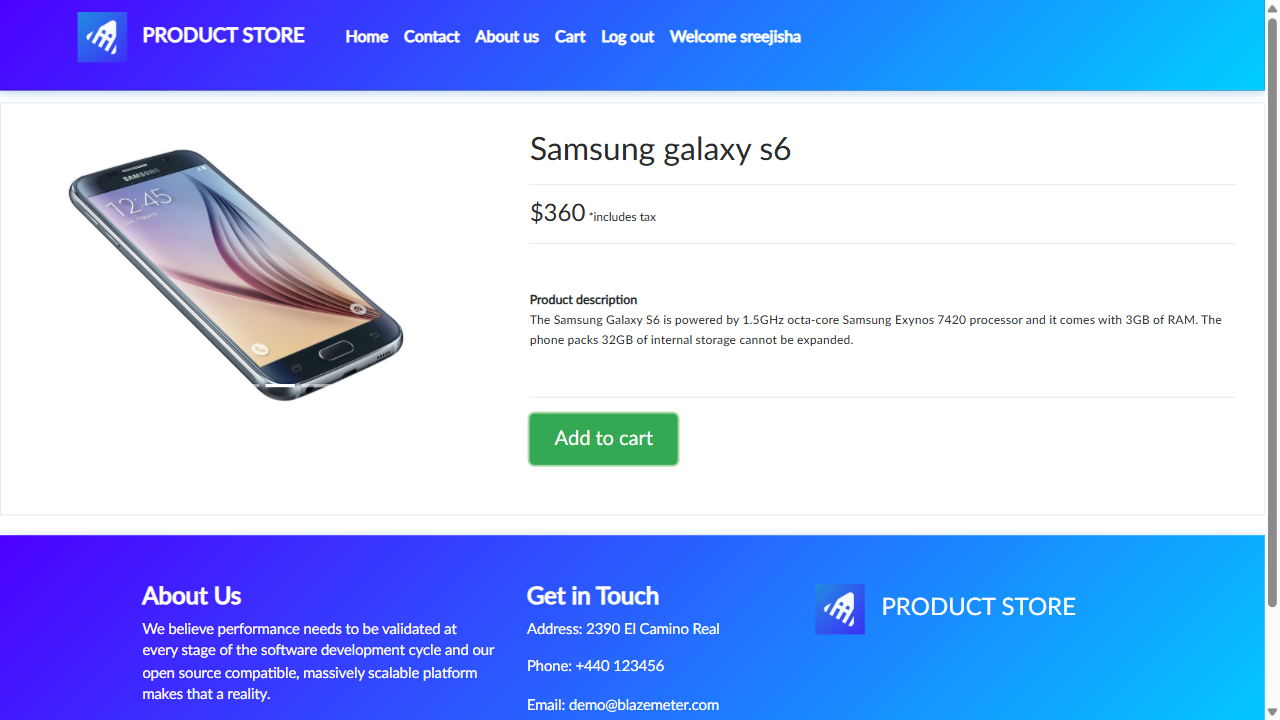 PRODUCT STORE
Home Contact About us Cart Log out Welcome sreejisha
SAMSUNG
12:45
Samsung galaxy s6
$360 *includes tax
Product description
The Samsung Galaxy S6 is powered by 1.5GHz octa-core Samsung Exynos 7420 processor and it comes with 3GB of RAM. The
phone packs 32GB of internal storage cannot be expanded.
Add to cart
About Us
We believe performance needs to be validated at
every stage of the software development cycle and our
open source compatible, massively scalable platform
makes that a reality.
Get in Touch
Address: 2390 El Camino Real
Phone: +440 123456
Email: demo@blazemeter.com
PRODUCT STORE